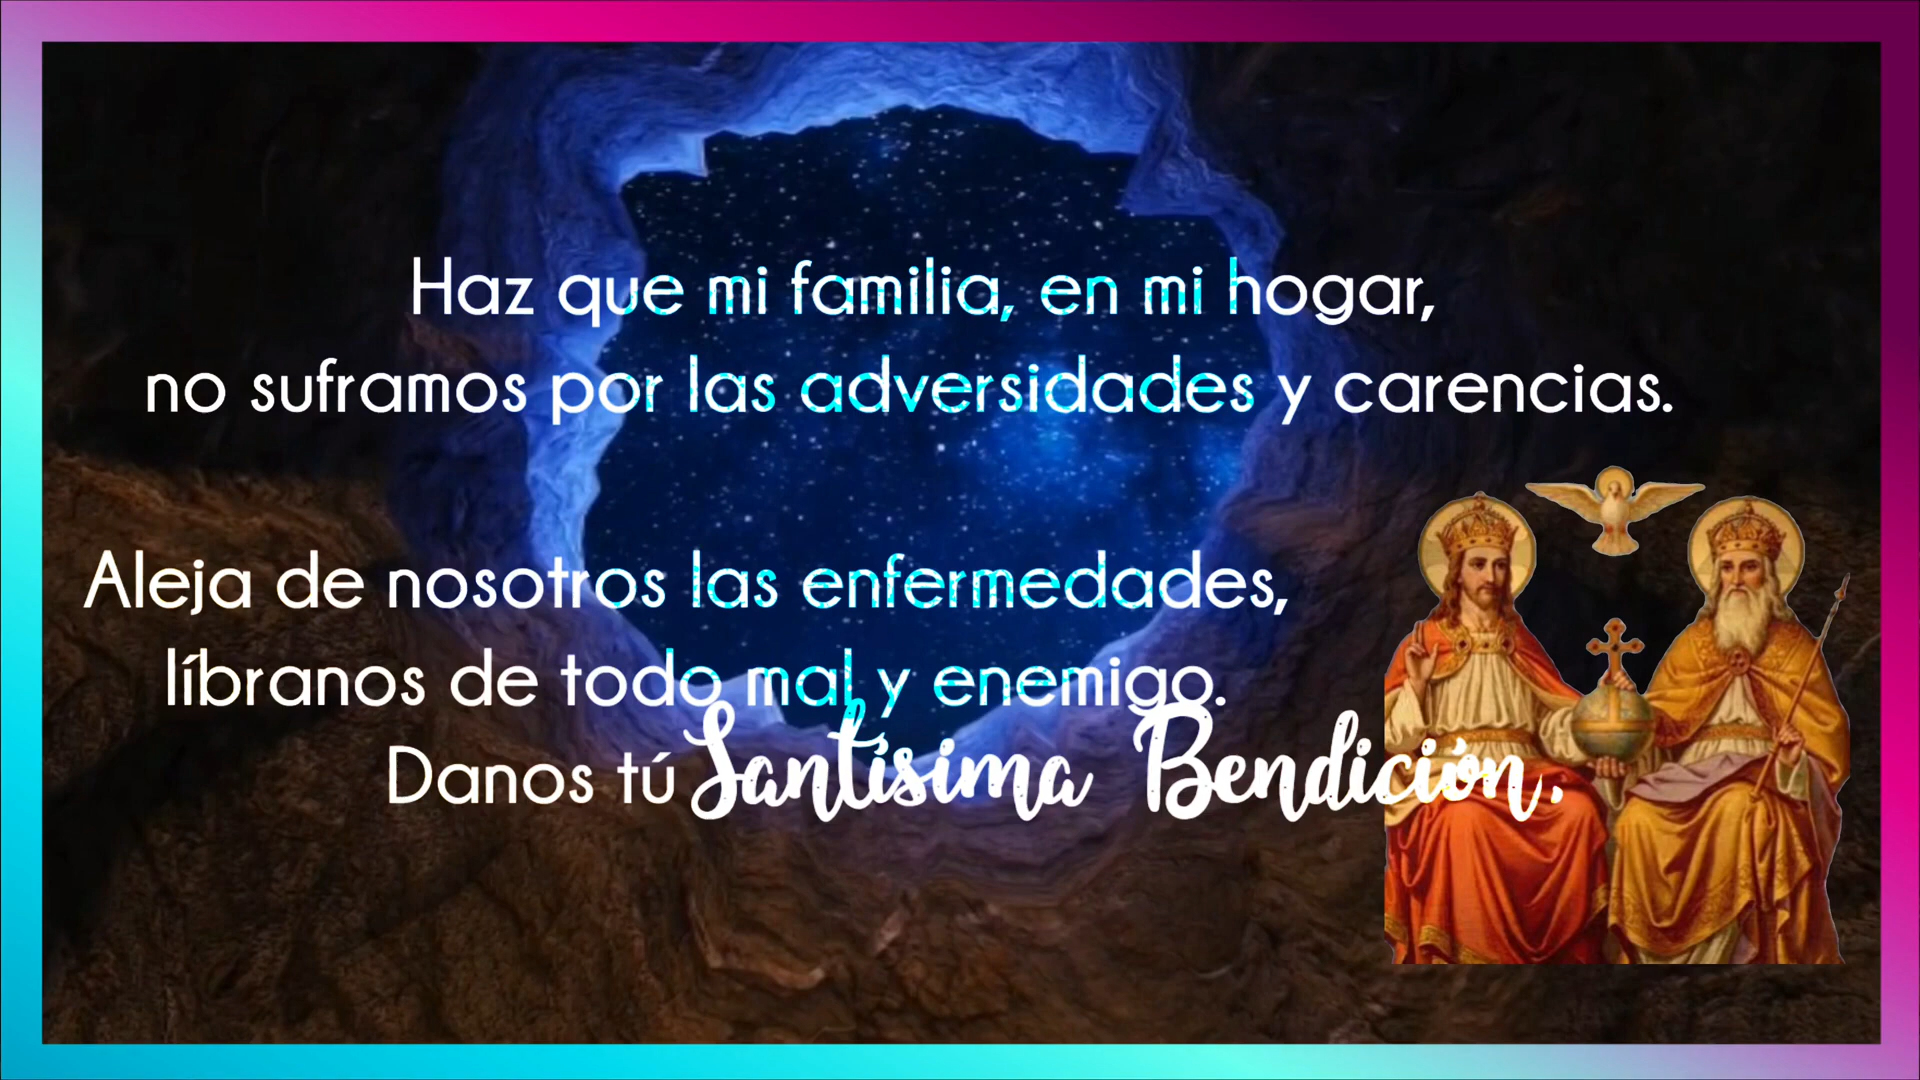 Haz que mi familia, en mi hogar,
no suframos por las adversidades y carencias.
Aleja de nosotros las enfermedades,
líbranos de todo mal y enemigo.
Danos tú Santísima Bendición.